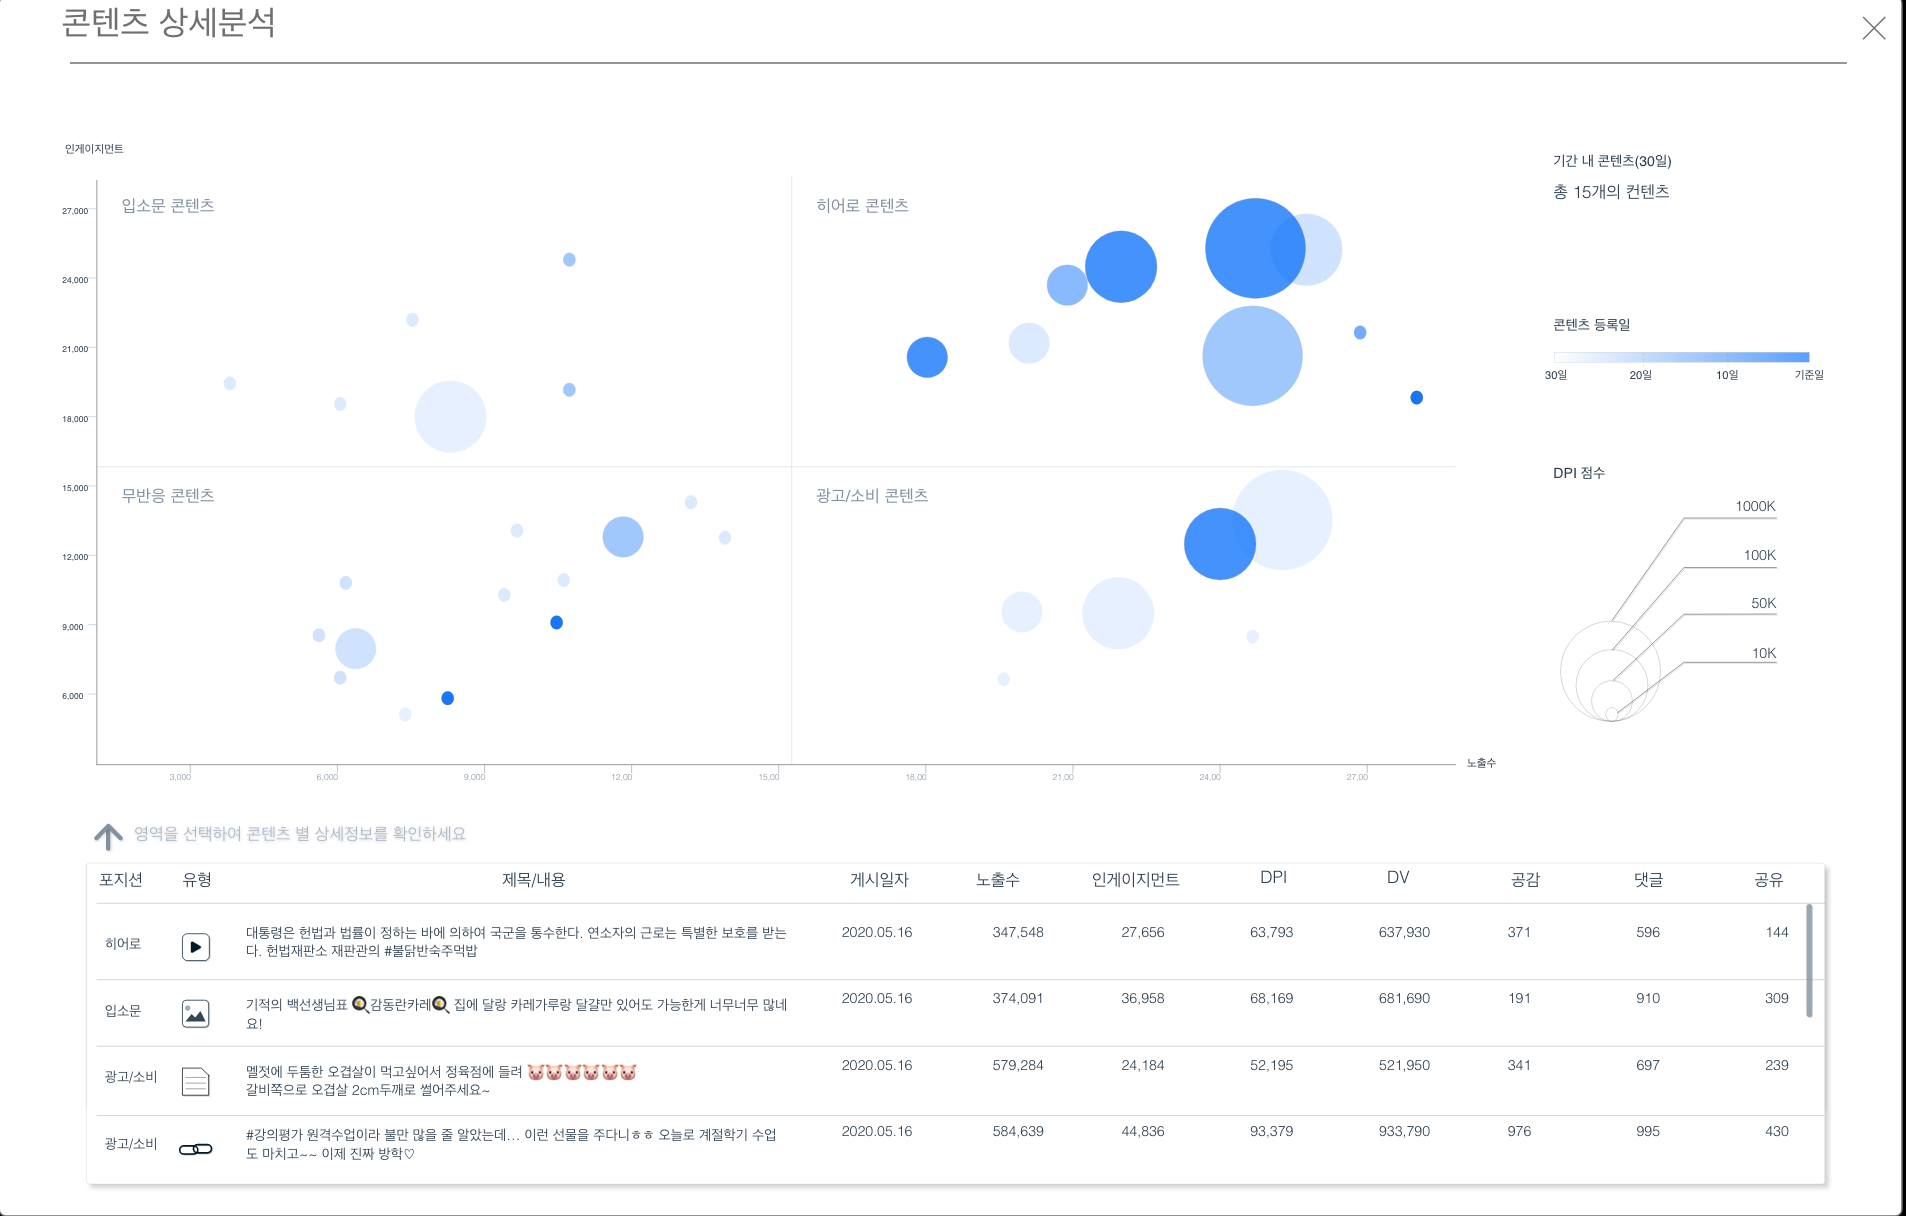 콘텐츠 상세분석
인게이지먼트
27,000
24,000
21,000
18,000
15,000
12,000
9,000
6,000
입소문 콘텐츠
히어로 콘텐츠
무반응 콘텐츠
광고/소비 콘텐츠
3,000
6,000
9,000
12,00
15,00
18,00
21,00
24,00
27,00
노출수
기간 내 콘텐츠(30일)
총 15개의 컨텐츠
콘텐츠 등록일
30일 20일 10일 기준일
DPI 점수
1000K
100K
50K
10K
영역을 선택하여 콘텐츠 별 상세정보를 확인하세요
포지션 유형 제목/내용 게시일자 노출수 인게이지먼트 DPI DV 공감 댓글 공유
히어로 대통령은 헌법과 법률이 정하는 바에 의하여 국군을 통수한다. 연소자의 근로는 특별한 보호를 받는 2020.05.16 347,548 27,656 63,793 637,930 371 596 144
다. 헌법재판소 재판관의 #불닭반숙주먹밥
입소문 기적의 백선생님표 🍳감동란카레🍳 집에 달랑 카레가루랑 달걀만 있어도 가능한게 너무너무 많네 2020.05.16 374,091 36,958 68,169 681,690 191 910 309
요!
광고/소비 멜젓에 두툼한 오겹살이 먹고싶어서 정육점에 들려 🐷🐷🐷🐷🐷🐷 2020.05.16 579,284 24,184 52,195 521,950 341 697 239
갈비쪽으로 오겹살 2cm두깨로 썰어주세요~
광고/소비 #강의평가 원격수업이라 불만 많을 줄 알았는데... 이런 선물을 주다니ㅎㅎ 오늘로 계절학기 수업 2020.05.16 584,639 44,836 93,379 933,790 976 995 430
도 마치고~~ 이제 진짜 방학♡